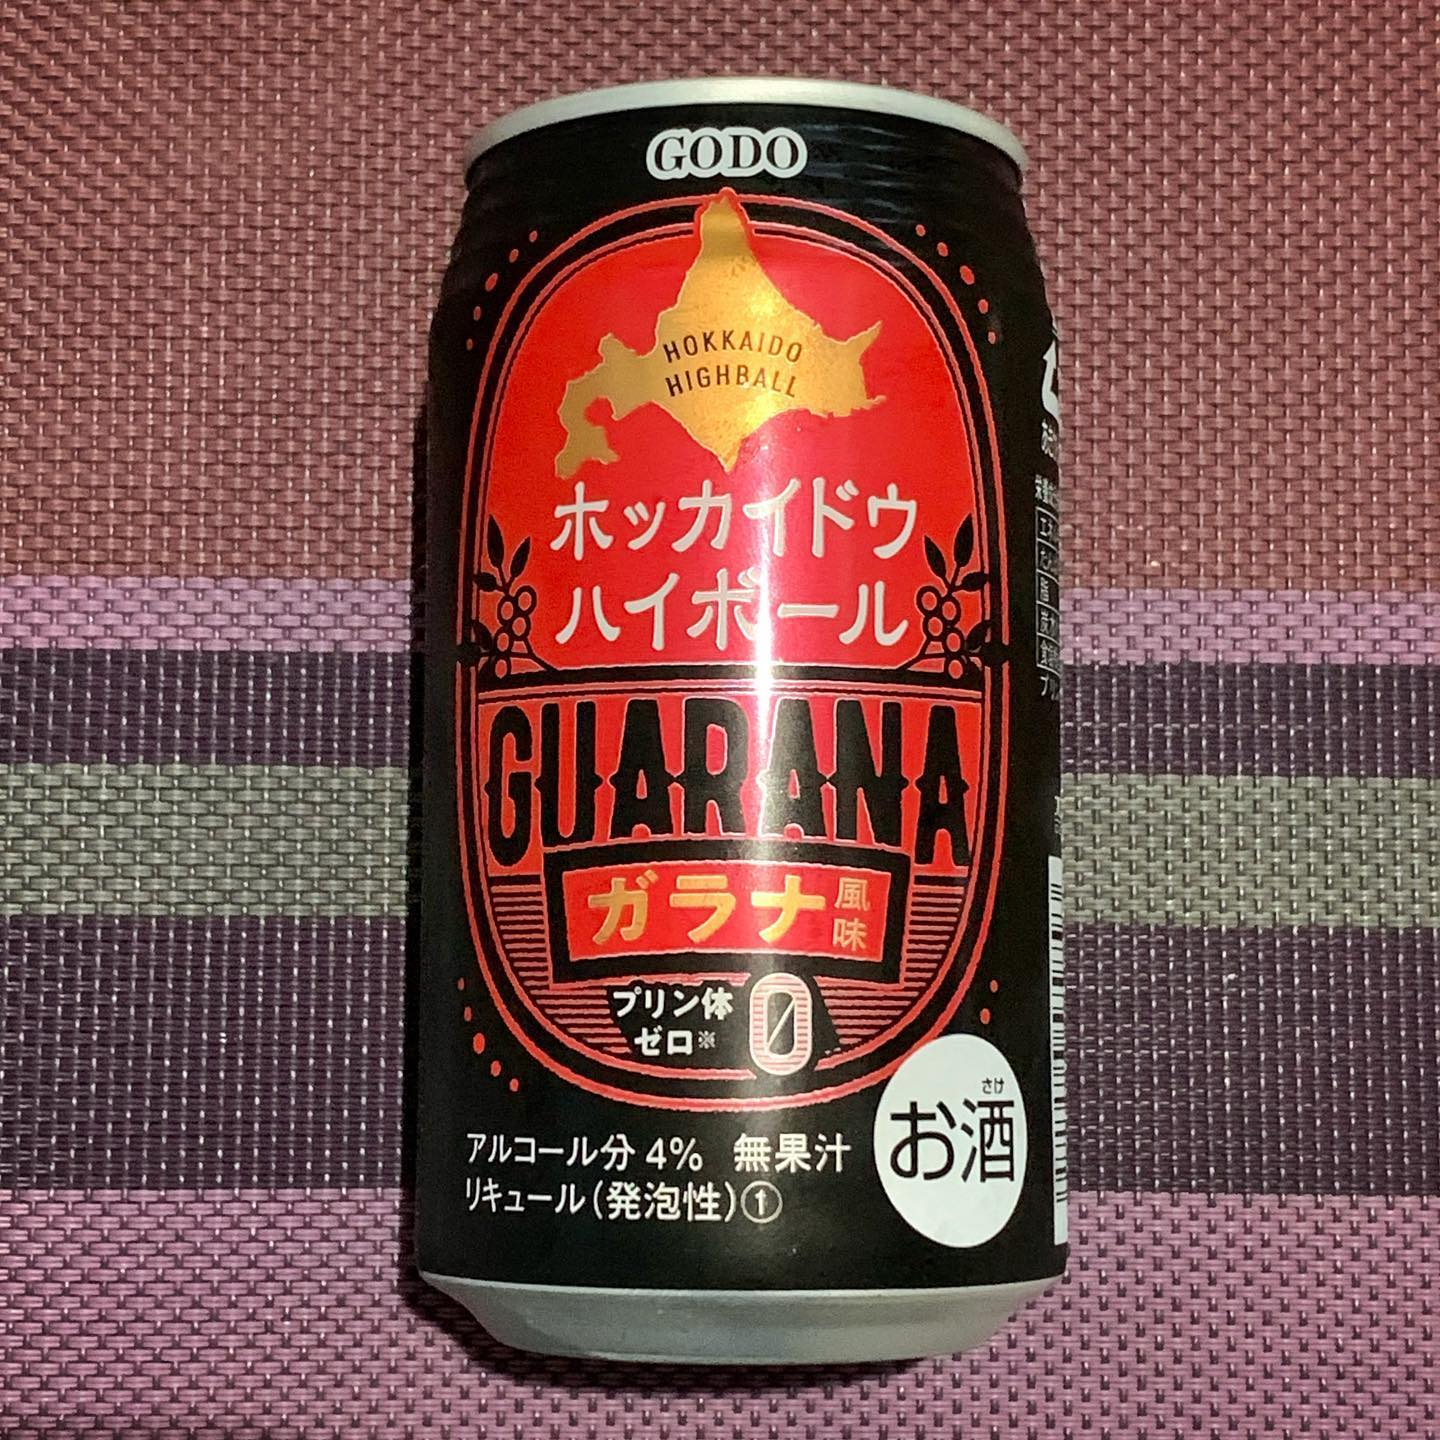 GODO
HOKKAIDO
HIGHBALL
ホッカイドウ
ハイボール
GUARANA
ガラナ風味
プリン体
ゼロ※ 0
さけ
お酒
アルコール分 4% 無果汁
リキュール(発泡性)①